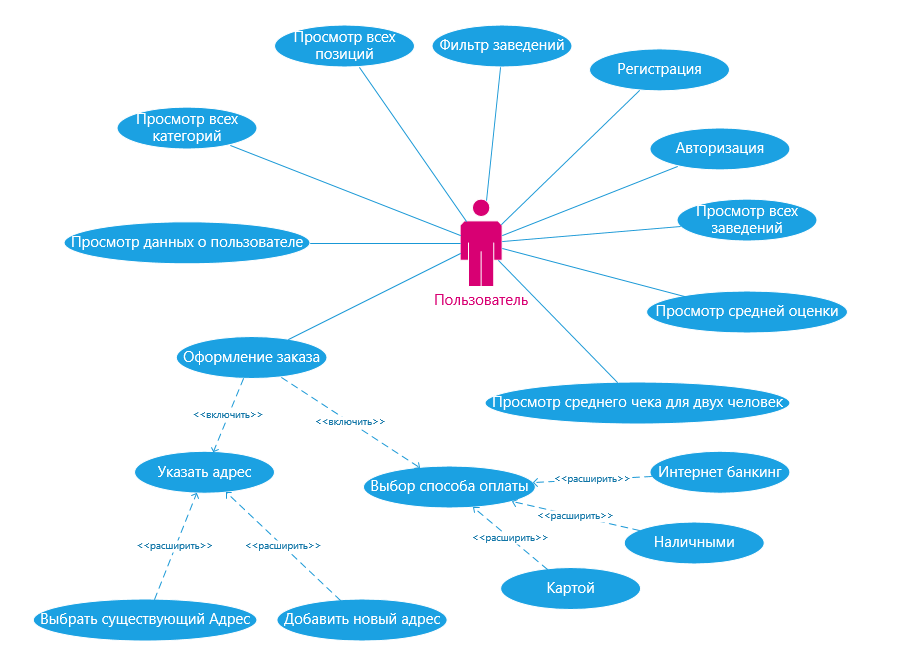 Просмотр всех
позиций
Фильтр заведений
Регистрация
Просмотр всех
категорий
Авторизация
Просмотр всех
заведений
Просмотр данных о пользователе
Пользователь
Просмотр средней оценки
Оформление заказа
Просмотр среднего чека для двух человек
<<включить>>
<<включить>>
Указать адрес
Выбор способа оплаты
Интернет банкинг
<<расширить>>
<<расширить>>
Наличными
<<расширить>>
<<расширить>>
<<расширить>>
Картой
Выбрать существующий Адрес
Добавить новый адрес